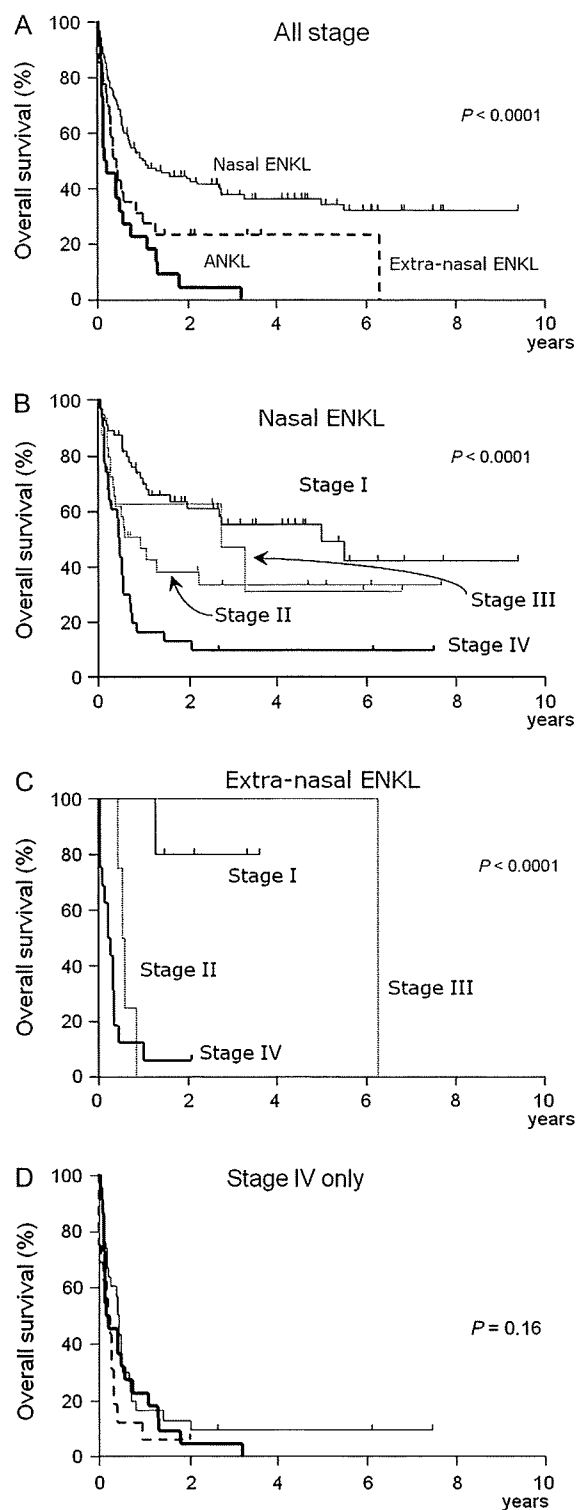 A
All stage
Overall survival (%)
100
80
60
40
20
0
P < 0.0001
Nasal ENKL
ANKL
Extra-nasal ENKL
0 2 4 6 8 10
years
B
Nasal ENKL
Overall survival (%)
100
80
60
40
20
0
P < 0.0001
Stage I
Stage II
Stage III
Stage IV
0 2 4 6 8 10
years
C
Extra-nasal ENKL
Overall survival (%)
100
80
60
40
20
0
P < 0.0001
Stage I
Stage II
Stage III
Stage IV
0 2 4 6 8 10
years
D
Stage IV only
Overall survival (%)
100
80
60
40
20
0
P = 0.16
0 2 4 6 8 10
years